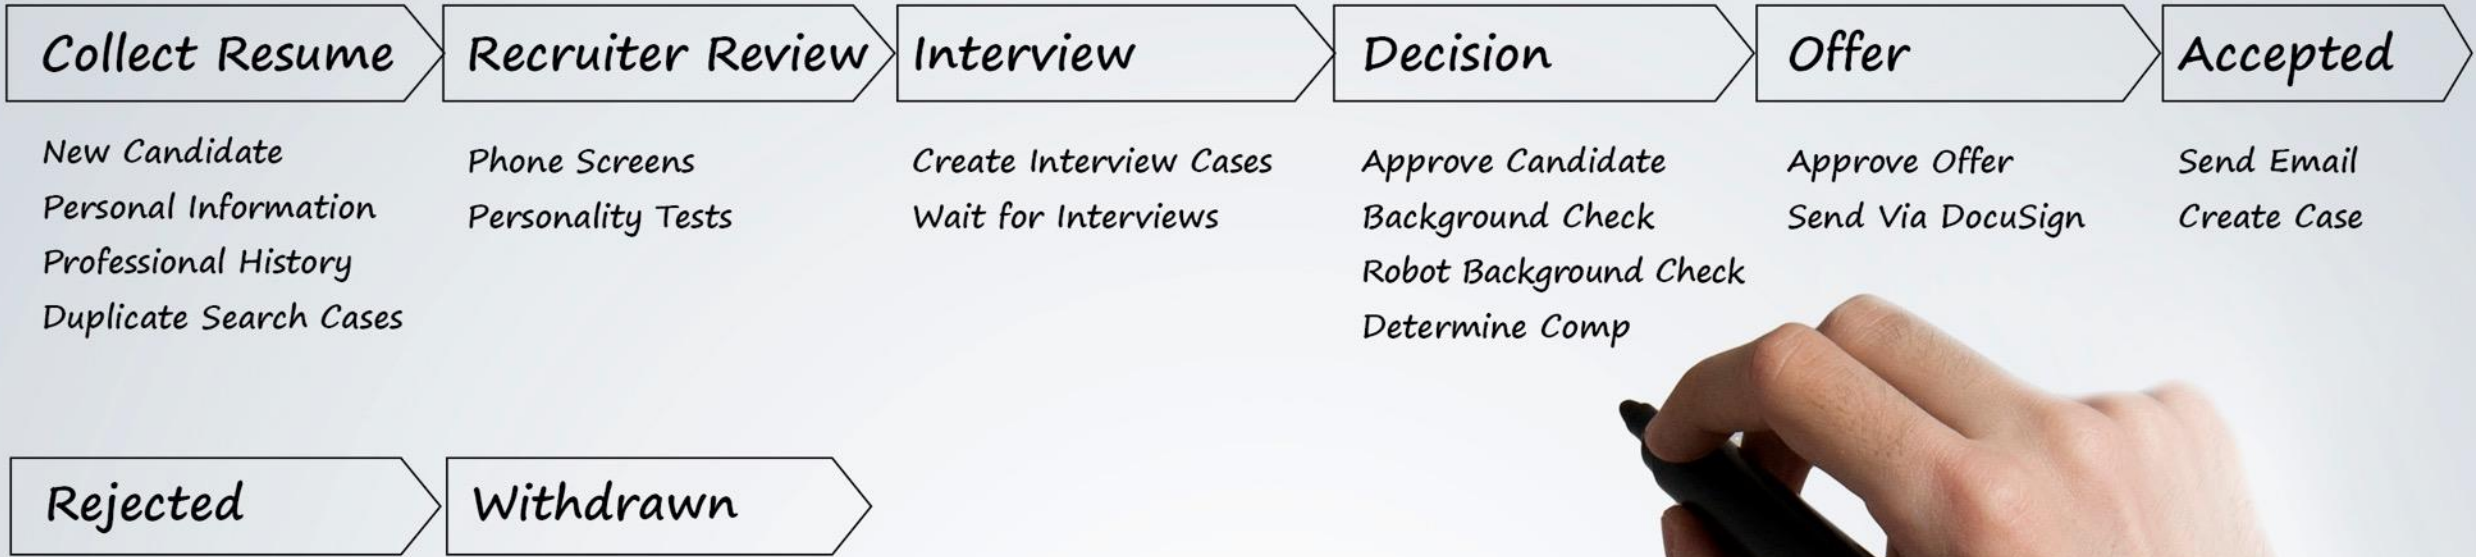 Collect Resume
New Candidate
Personal Information
Professional History
Duplicate Search Cases
Recruiter Review
Phone Screens
Personality Tests
Interview
Create Interview Cases
Wait for Interviews
Decision
Approve Candidate
Background Check
Robot Background Check
Determine Comp
Offer
Approve Offer
Send Via DocuSign
Accepted
Send Email
Create Case
Rejected
Withdrawn